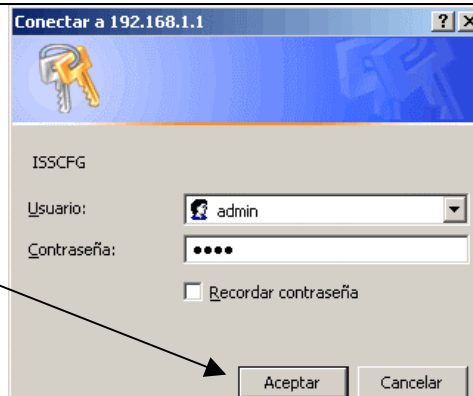 Conectar a 192.168.1.1
ISSCFG
Usuario: admin
Contraseña: ●●●●
Recordar contraseña
Aceptar Cancelar